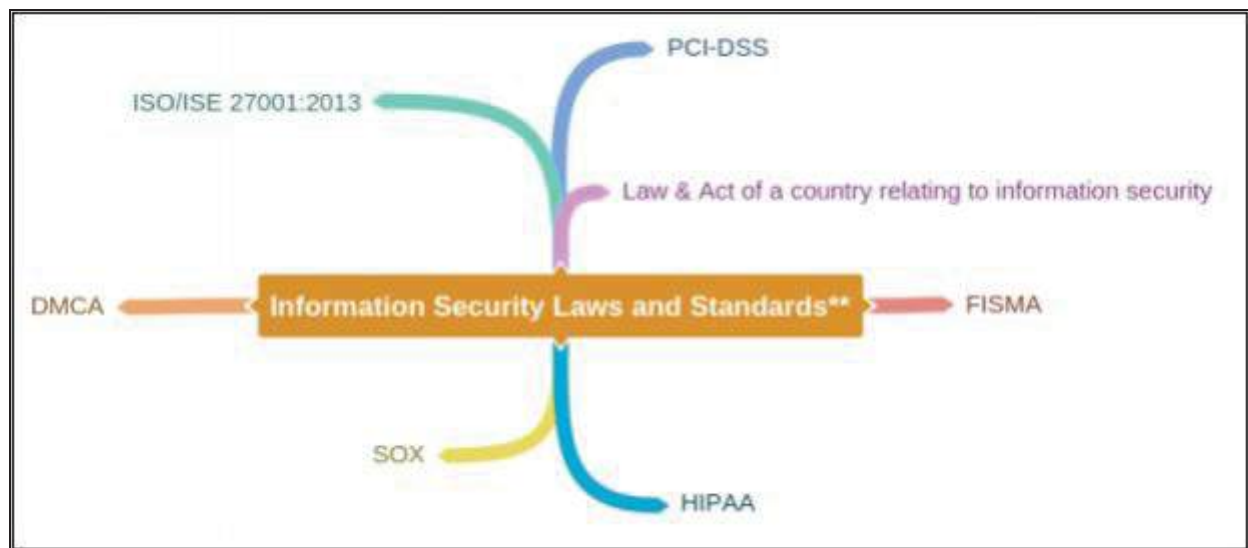 PCI-DSS
ISO/ISE 27001:2013
Law & Act of a country relating to information security
DMCA
Information Security Laws and Standards**
FISMA
SOX
HIPAA